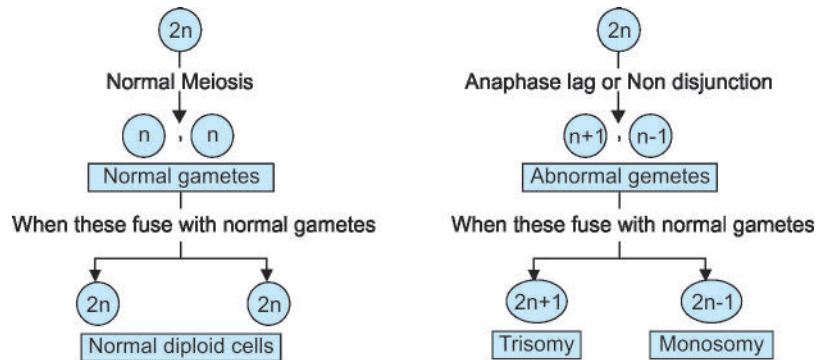 2n
Normal Meiosis
n , n
Normal gametes
When these fuse with normal gametes
2n 2n
Normal diploid cells
2n
Anaphase lag or Non disjunction
n+1 , n-1
Abnormal gemetes
When these fuse with normal gametes
2n+1 2n-1
Trisomy Monosomy